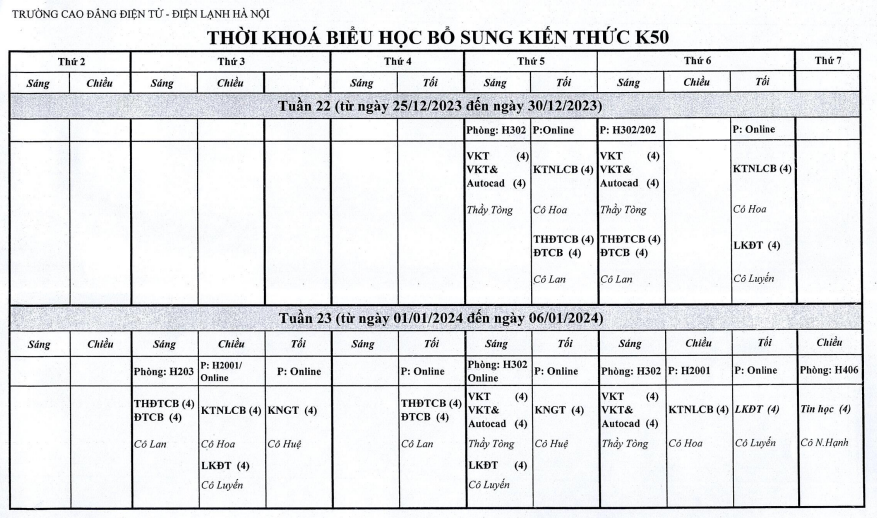 TRƯỜNG CAO ĐẲNG ĐIỆN TỬ - ĐIỆN LẠNH HÀ NỘI
THỜI KHOÁ BIỂU HỌC BỔ SUNG KIẾN THỨC K50
Thứ 2 Thứ 3 Thứ 4 Thứ 5 Thứ 6 Thứ 7
Sáng Chiều Sáng Chiều Sáng Tối Sáng Tối Sáng Chiều Tối
Tuần 22 (từ ngày 25/12/2023 đến ngày 30/12/2023)
Phòng: H302 P:Online P: H302/202 P: Online
VKT (4) VKT (4)
VKT& KTNLCB (4) VKT& KTNLCB (4)
Autocad (4) Autocad (4)
Thầy Tòng Cô Hoa Thầy Tòng Cô Hoa
THĐTCB (4) THĐTCB (4) LKĐT (4)
ĐTCB (4) ĐTCB (4)
Cô Lan Cô Lan Cô Luyến
Tuần 23 (từ ngày 01/01/2024 đến ngày 06/01/2024)
Sáng Chiều Sáng Chiều Tối Sáng Tối Sáng Tối Sáng Chiều Tối Chiều
Phòng: H203 P: H2001/ P: Online P: Online Phòng: H302 P: Online Phòng: H302 P: H2001 P: Online Phòng: H406
Online Online
THĐTCB (4) KTNLCB (4) KNGT (4) THĐTCB (4) VKT (4) KNGT (4) VKT (4) KTNLCB (4) LKĐT (4) Tin học (4)
ĐTCB (4) ĐTCB (4) VKT& VKT&
Autocad (4) Autocad (4)
Cô Lan Cô Hoa Cô Huệ Cô Lan Thầy Tòng Cô Huệ Thầy Tòng Cô Hoa Cô Luyến Cô N.Hạnh
LKĐT (4) LKĐT (4)
Cô Luyến Cô Luyến